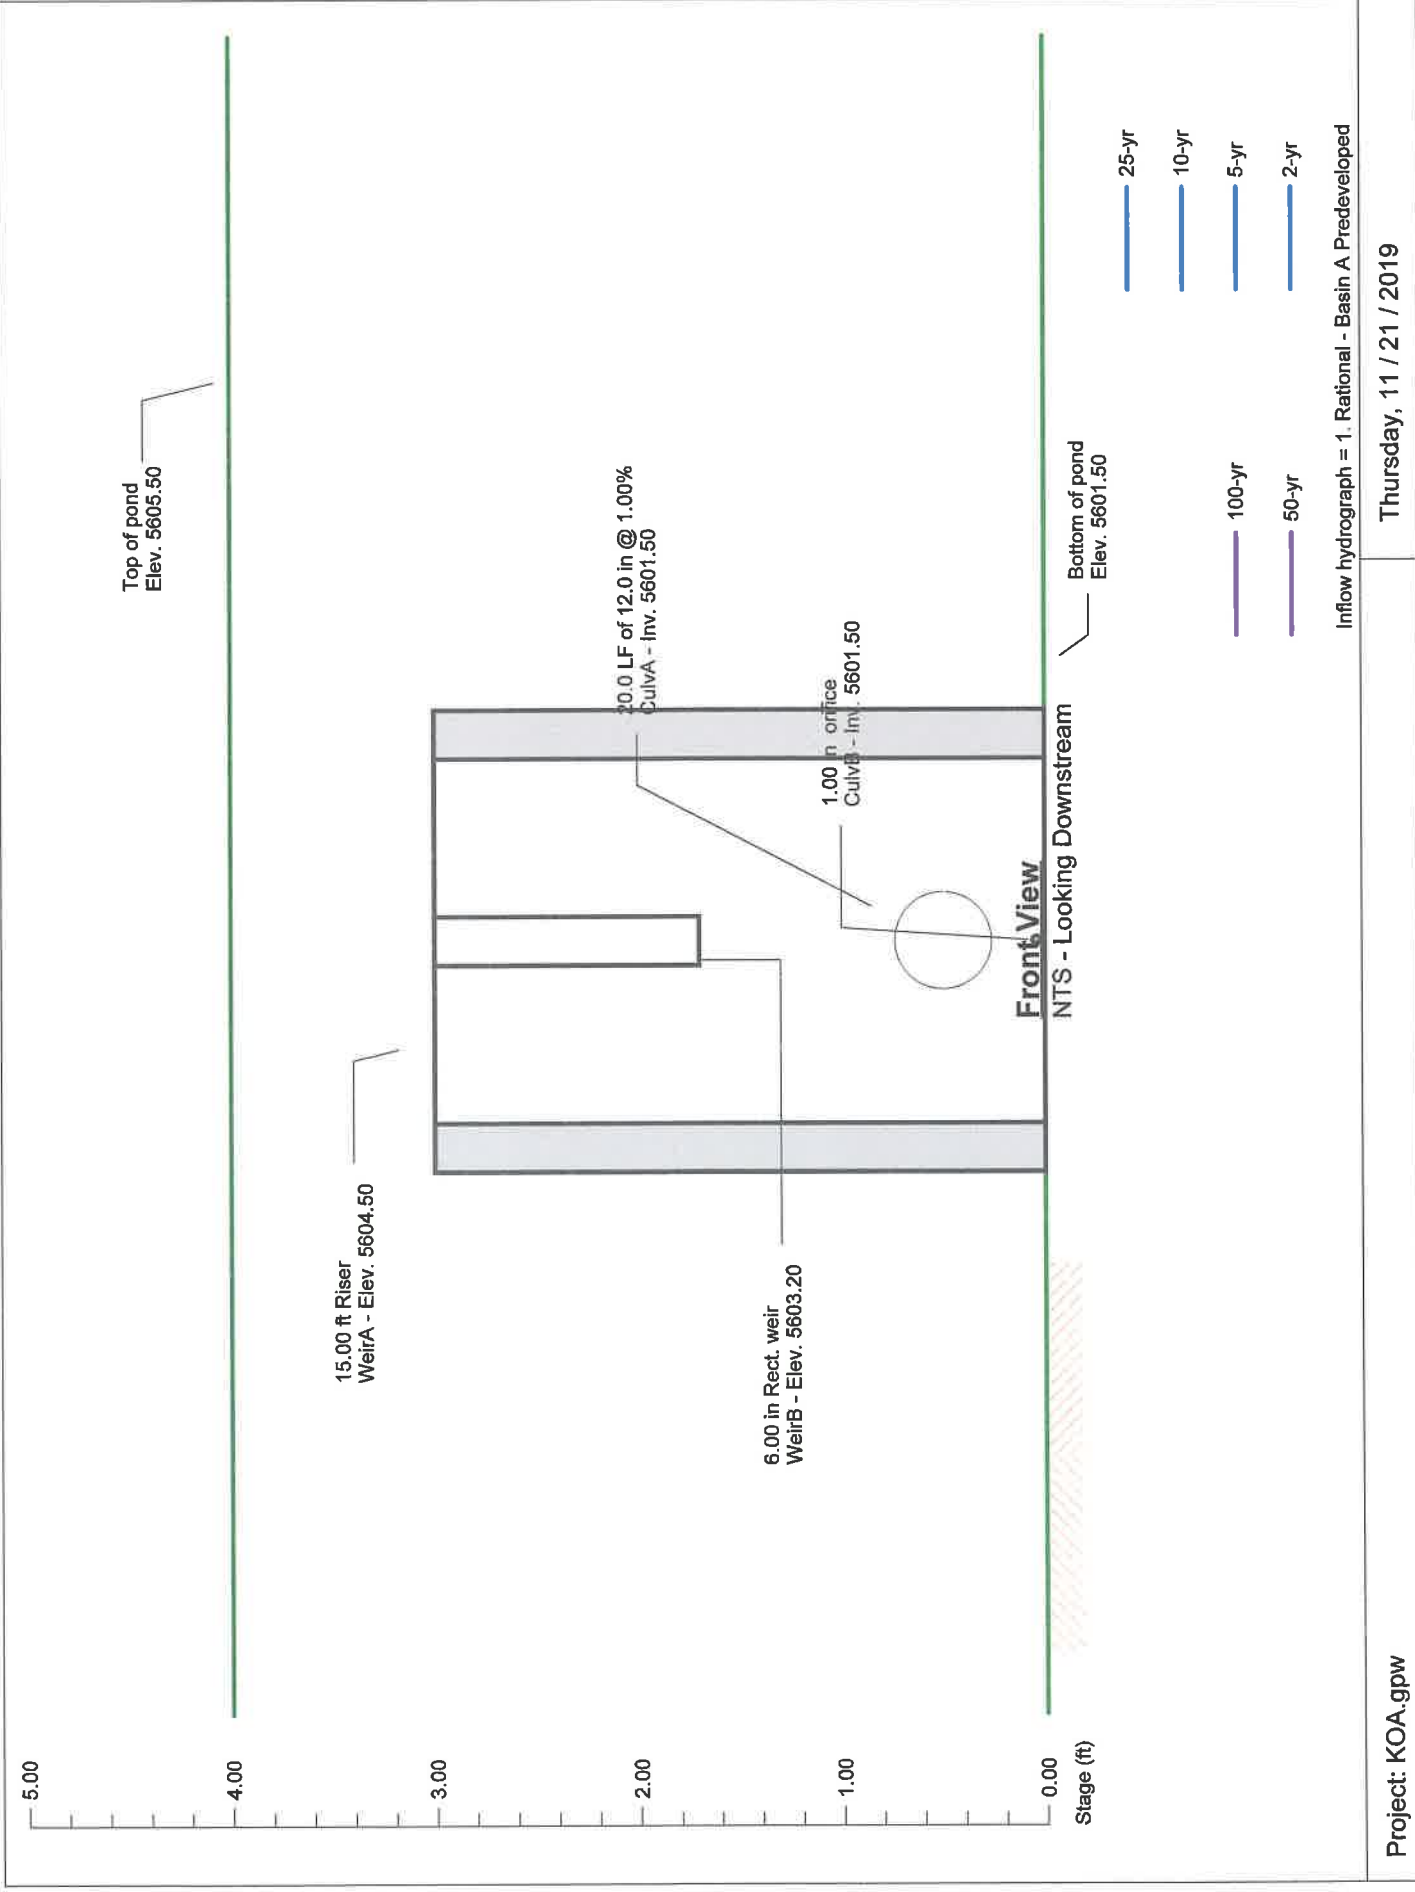 5.00
4.00
3.00
2.00
1.00
0.00
Stage (ft)
Top of pond
Elev. 5605.50
15.00 ft Riser
WeirA - Elev. 5604.50
20.0 LF of 12.0 in @ 1.00%
CulvA - Inv. 5601.50
6.00 in Rect. weir
WeirB - Elev. 5603.20
1.00 in orifice
CulvB - Inv. 5601.50
Front View
NTS - Looking Downstream
Bottom of pond
Elev. 5601.50
100-yr
50-yr
25-yr
10-yr
5-yr
2-yr
Inflow hydrograph = 1. Rational - Basin A Predeveloped
Project: KOA.gpw
Thursday, 11 / 21 / 2019